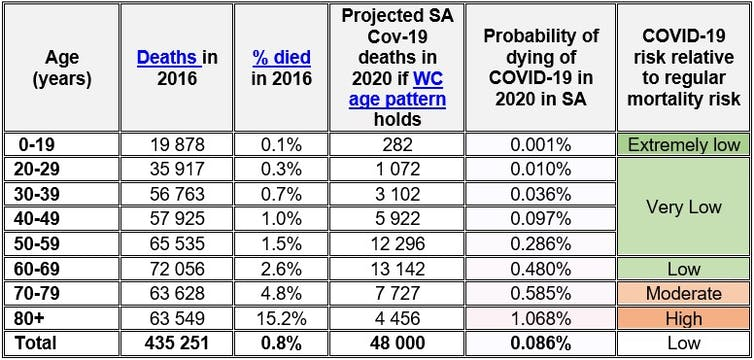 Age (years) | Deaths in 2016 | % died in 2016 | Projected SA Cov-19 deaths in 2020 if WC age pattern holds | Probability of dying of COVID-19 in 2020 in SA | COVID-19 risk relative to regular mortality risk
0-19 | 19 878 | 0.1% | 282 | 0.001% | Extremely low
20-29 | 35 917 | 0.3% | 1 072 | 0.010% | Very Low
30-39 | 56 763 | 0.7% | 3 102 | 0.036%
40-49 | 57 925 | 1.0% | 5 922 | 0.097%
50-59 | 65 535 | 1.5% | 12 296 | 0.286%
60-69 | 72 056 | 2.6% | 13 142 | 0.480% | Low
70-79 | 63 628 | 4.8% | 7 727 | 0.585% | Moderate
80+ | 63 549 | 15.2% | 4 456 | 1.068% | High
Total | 435 251 | 0.8% | 48 000 | 0.086% | Low